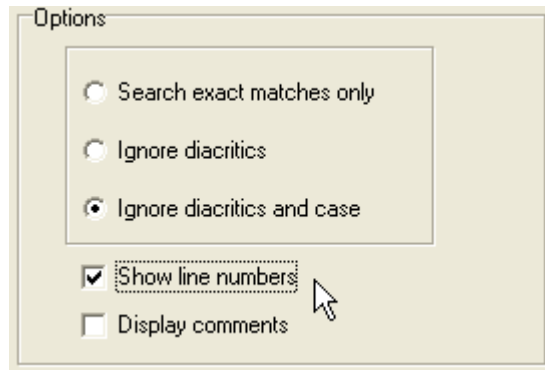 Options
Search exact matches only
Ignore diacritics
Ignore diacritics and case
Show line numbers
Display comments